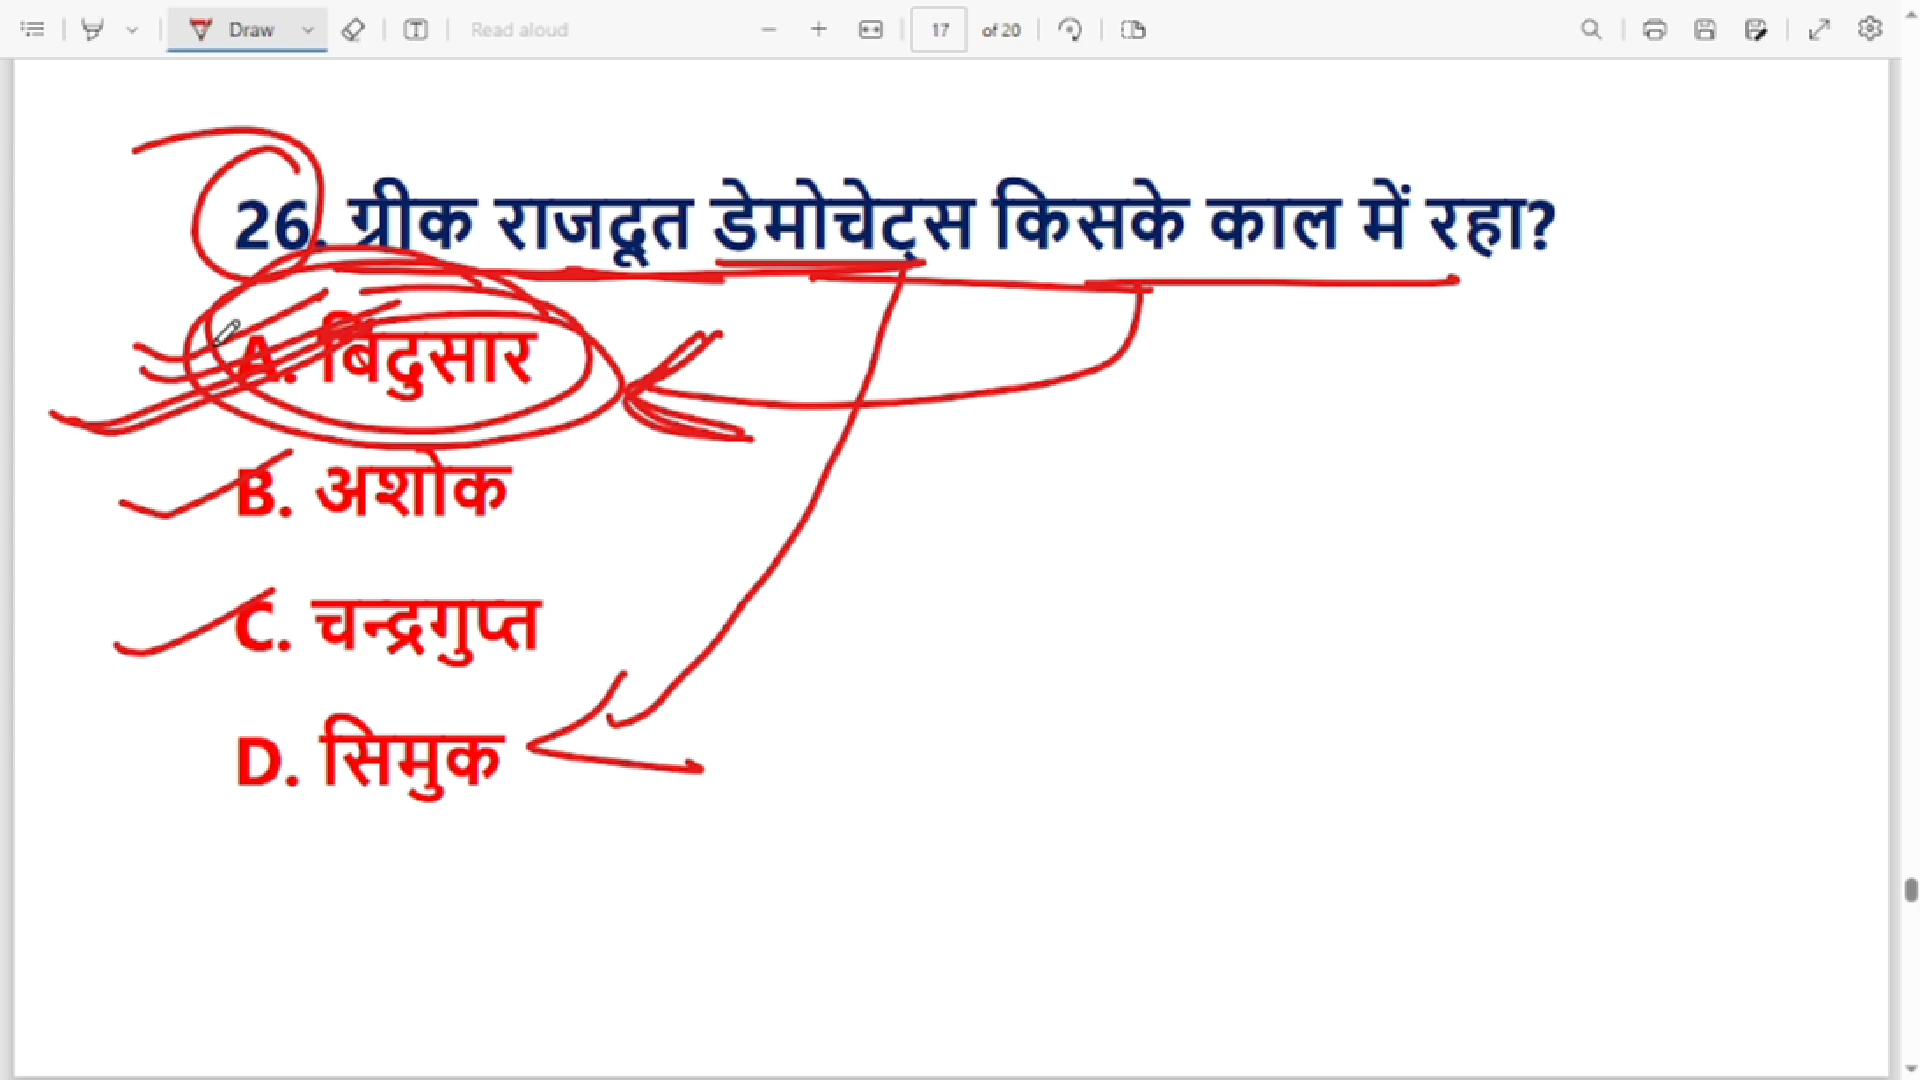 Draw
Read aloud
17 of 20
26. ग्रीक राजदूत डेमोचेट्स किसके काल में रहा?
A. बिंदुसार
B. अशोक
C. चन्द्रगुप्त
D. सिमुक